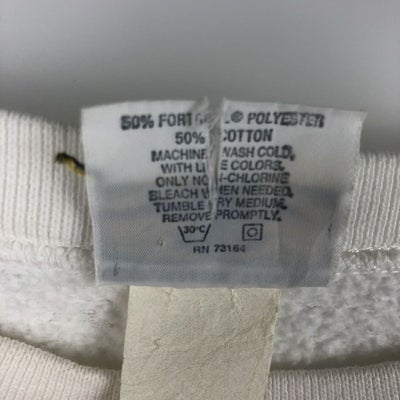 50% FORTREL® POLYESTER
50% COTTON
MACHINE WASH COLD,
WITH LIKE COLORS.
ONLY NON-CHLORINE
BLEACH WHEN NEEDED.
TUMBLE DRY MEDIUM.
REMOVE PROMPTLY.
30°C
RN 73164